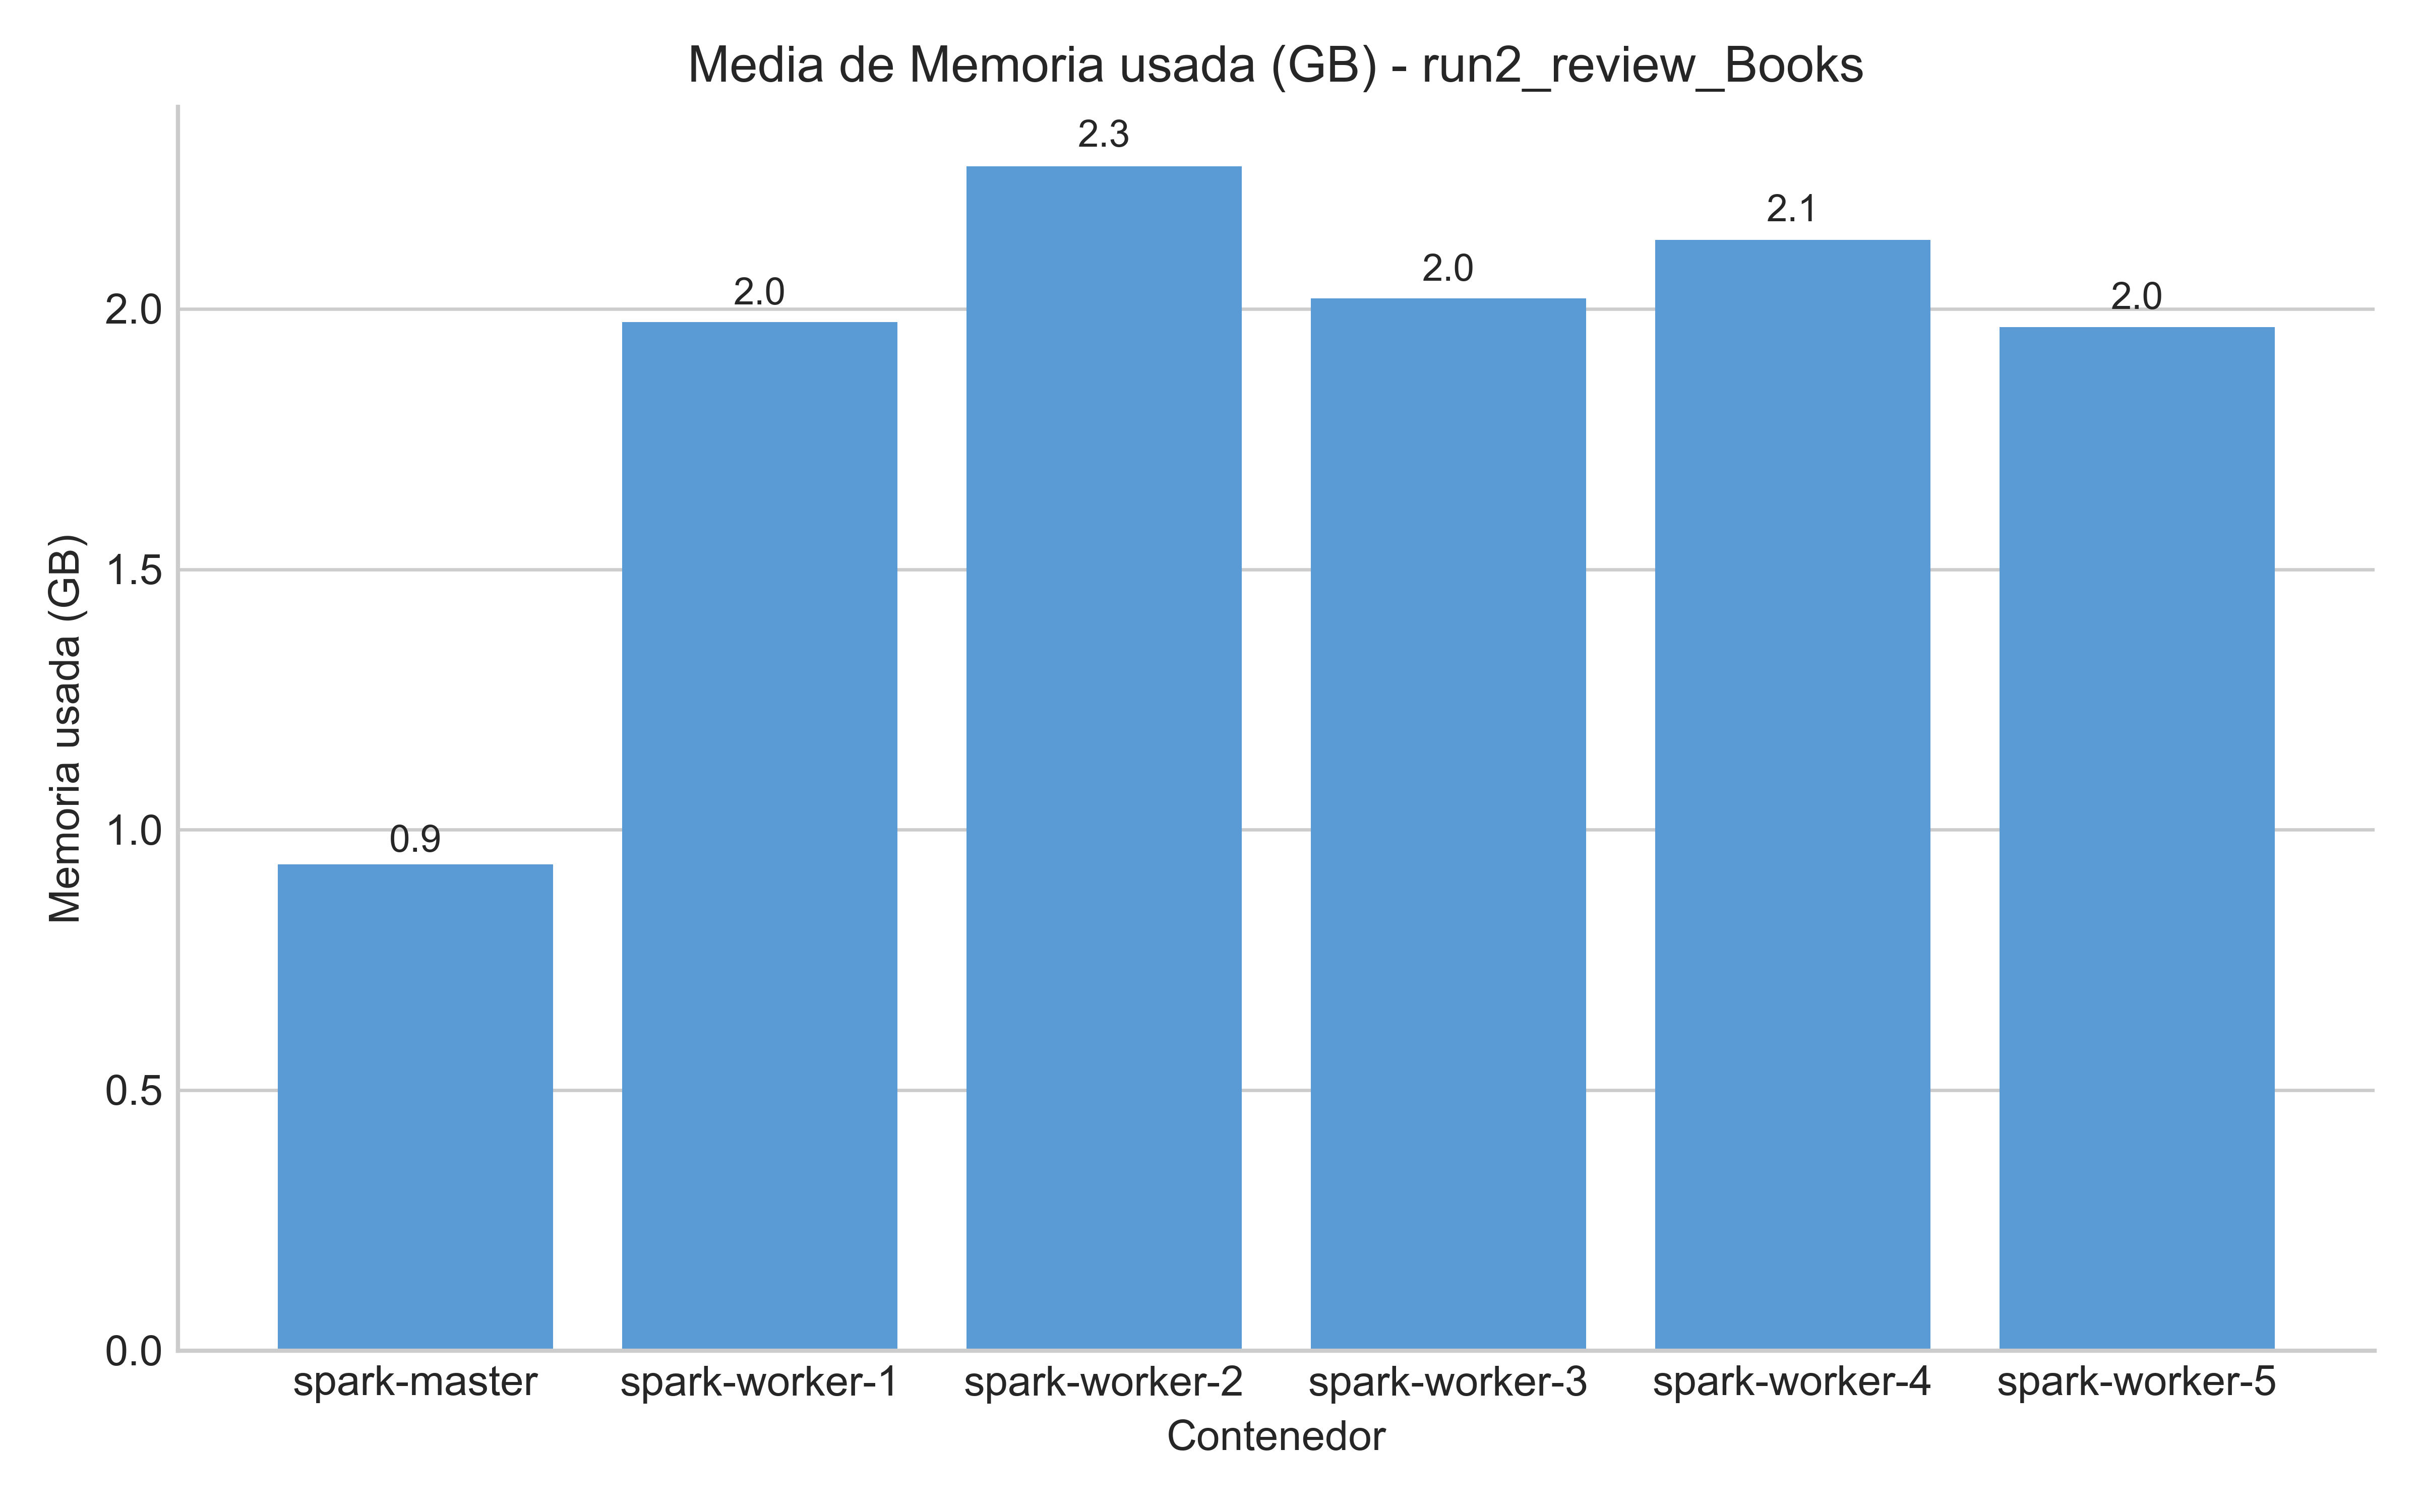 Media de Memoria usada (GB) - run2_review_Books
2.3
2.1
2.0
2.0
2.0
0.9
2.0
1.5
1.0
0.5
0.0
Memoria usada (GB)
spark-master
spark-worker-1
spark-worker-2
spark-worker-3
spark-worker-4
spark-worker-5
Contenedor